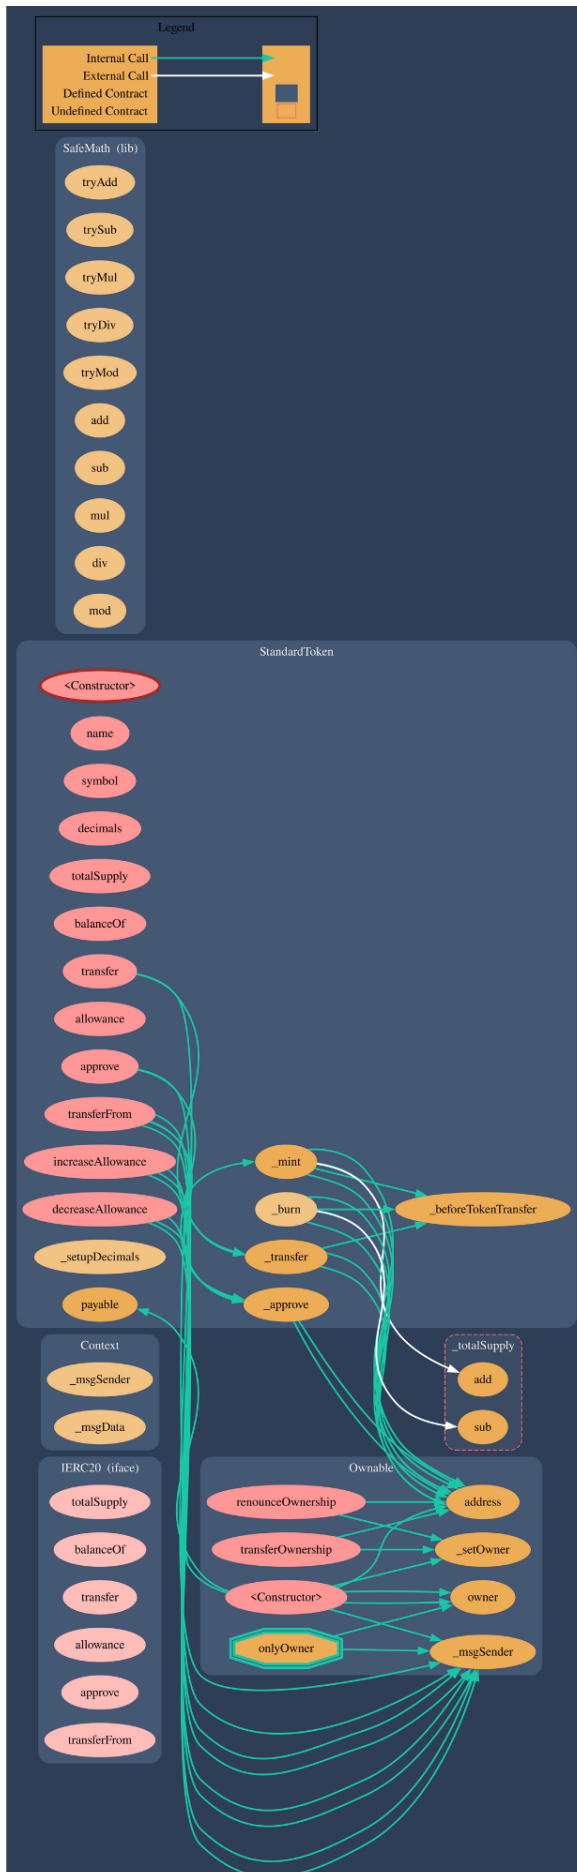 Legend
Internal Call
External Call
Defined Contract
Undefined Contract
SafeMath (lib)
tryAdd
trySub
tryMul
tryDiv
tryMod
add
sub
mul
div
mod
StandardToken
<Constructor>
name
symbol
decimals
totalSupply
balanceOf
transfer
allowance
approve
transferFrom
increaseAllowance
decreaseAllowance
_setupDecimals
payable
_mint
_burn
_transfer
_approve
_beforeTokenTransfer
Context
_msgSender
_msgData
_totalSupply
add
sub
IERC20 (iface)
totalSupply
balanceOf
transfer
allowance
approve
transferFrom
Ownable
renounceOwnership
transferOwnership
<Constructor>
onlyOwner
address
_setOwner
owner
_msgSender